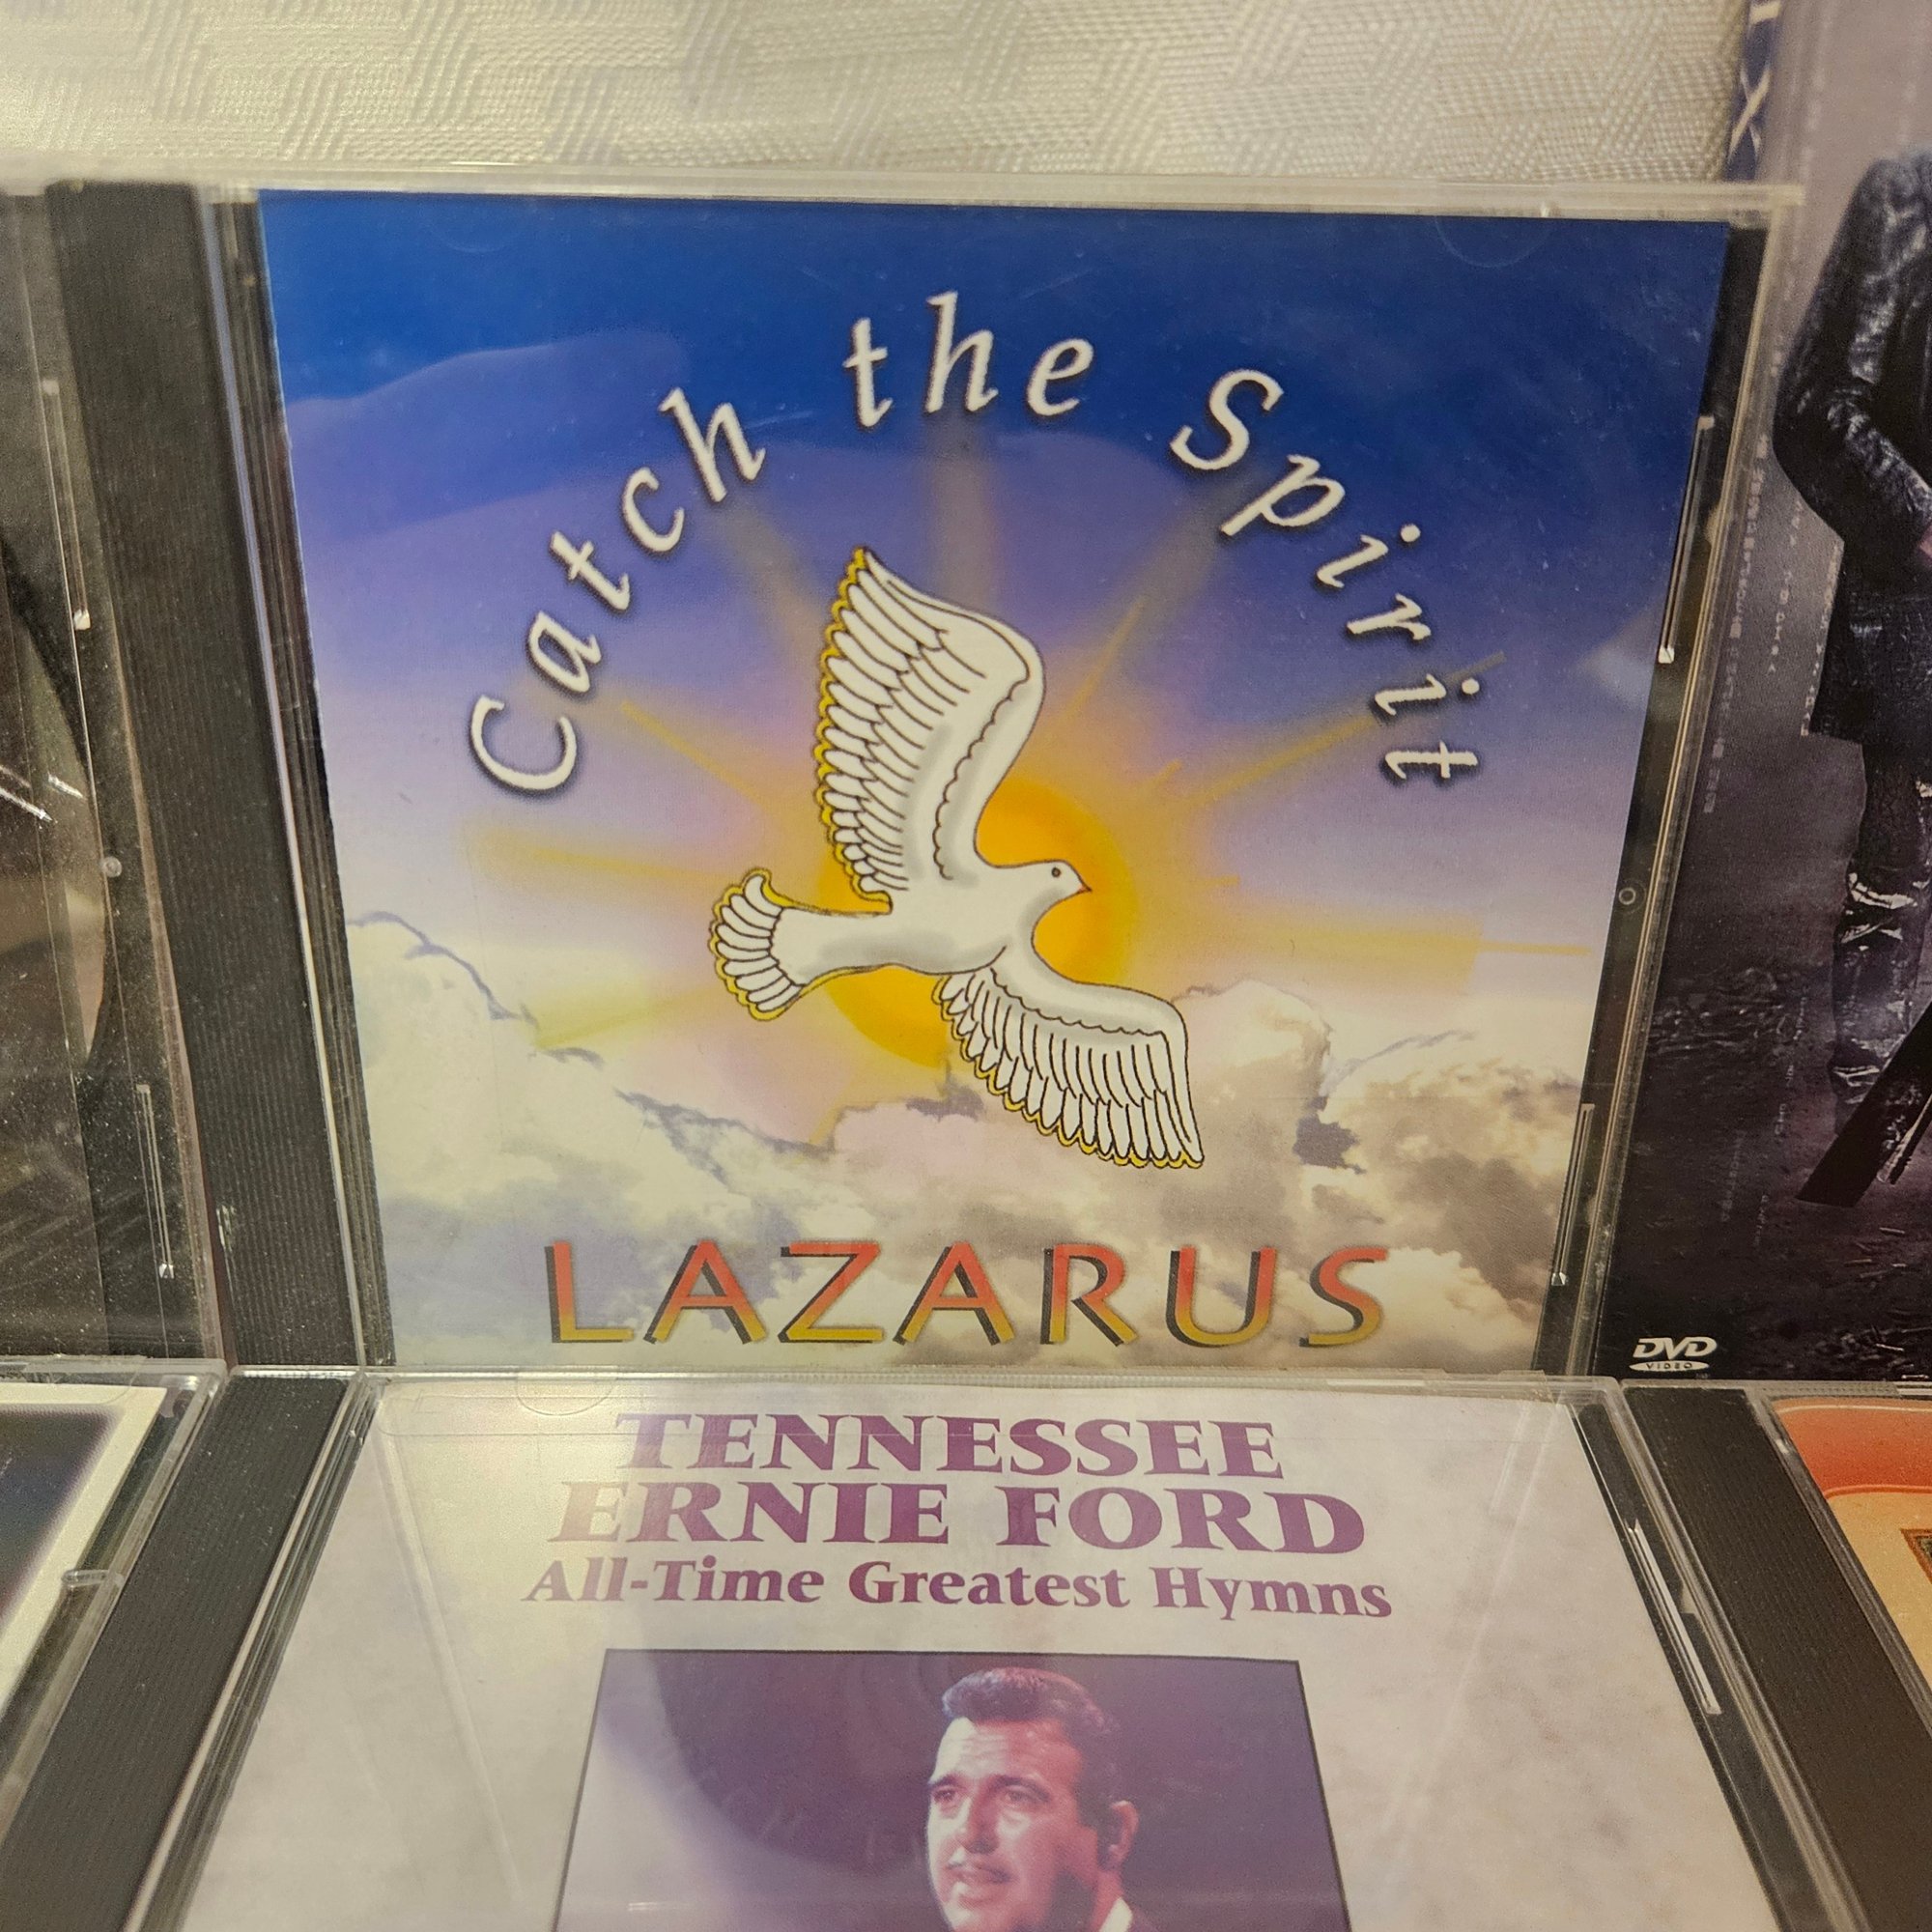 Catch the Spirit
LAZARUS
DVD
VIDEO
TENNESSEE
ERNIE FORD
All-Time Greatest Hymns